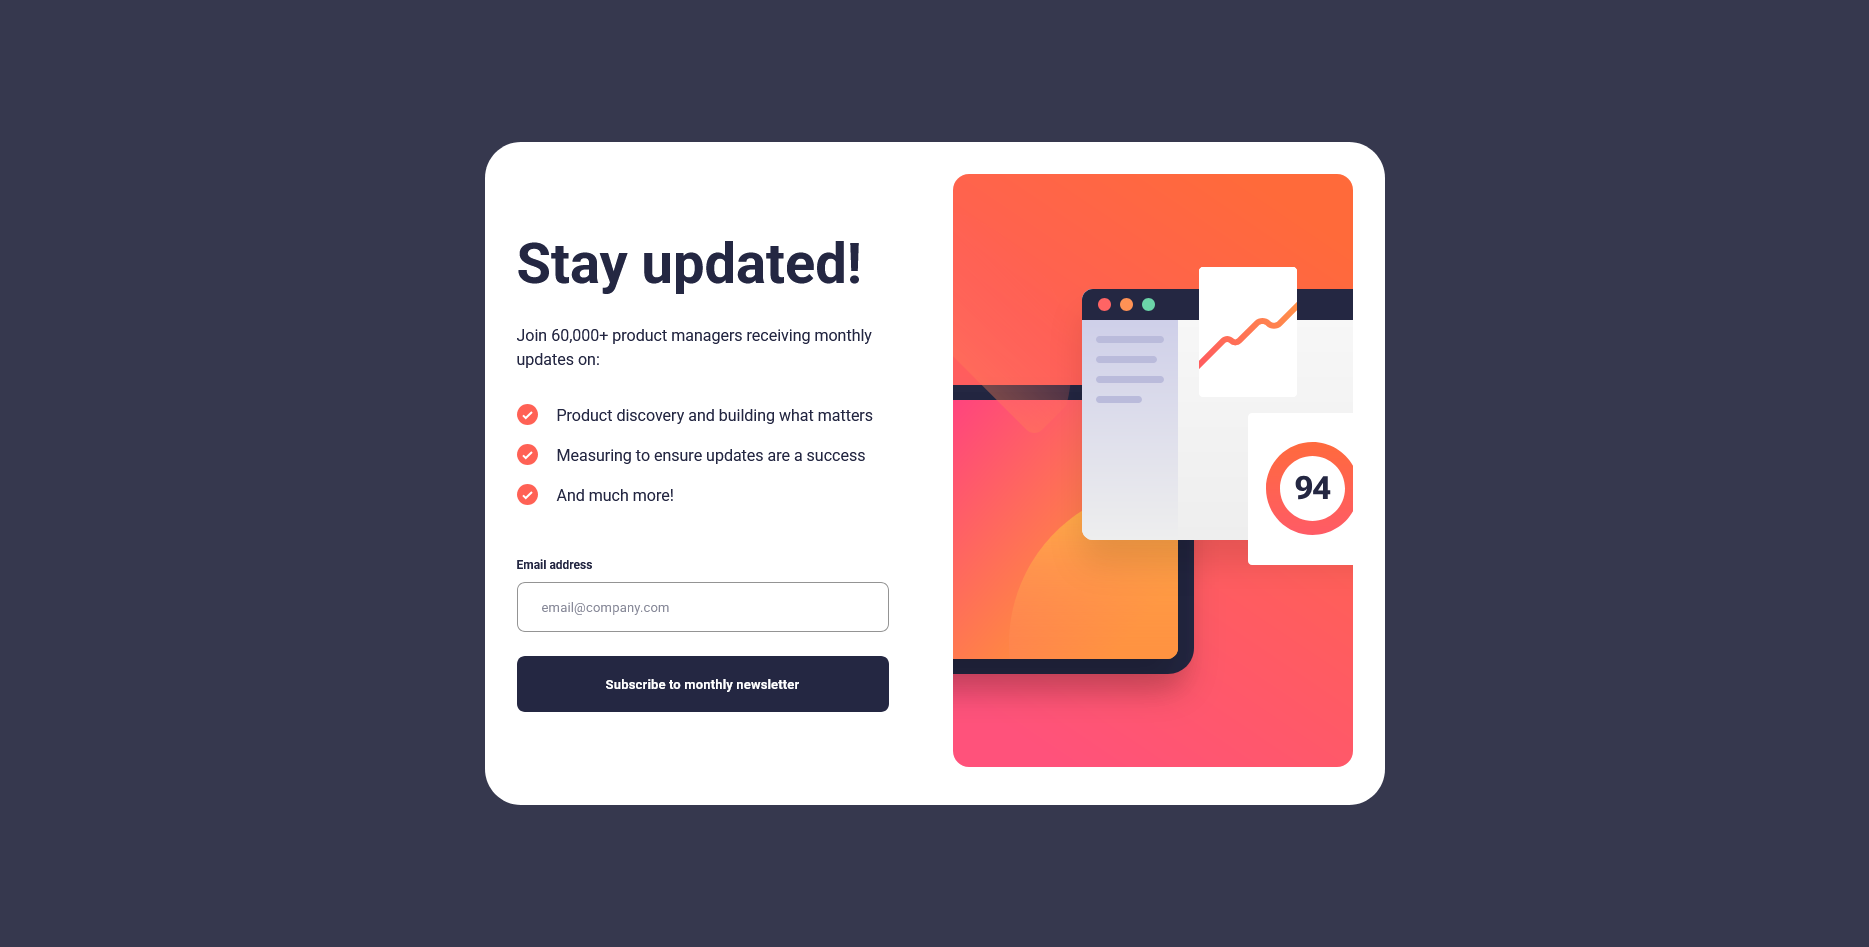 Stay updated!
Join 60,000+ product managers receiving monthly
updates on:
Product discovery and building what matters
Measuring to ensure updates are a success
And much more!
Email address
email@company.com
Subscribe to monthly newsletter
94